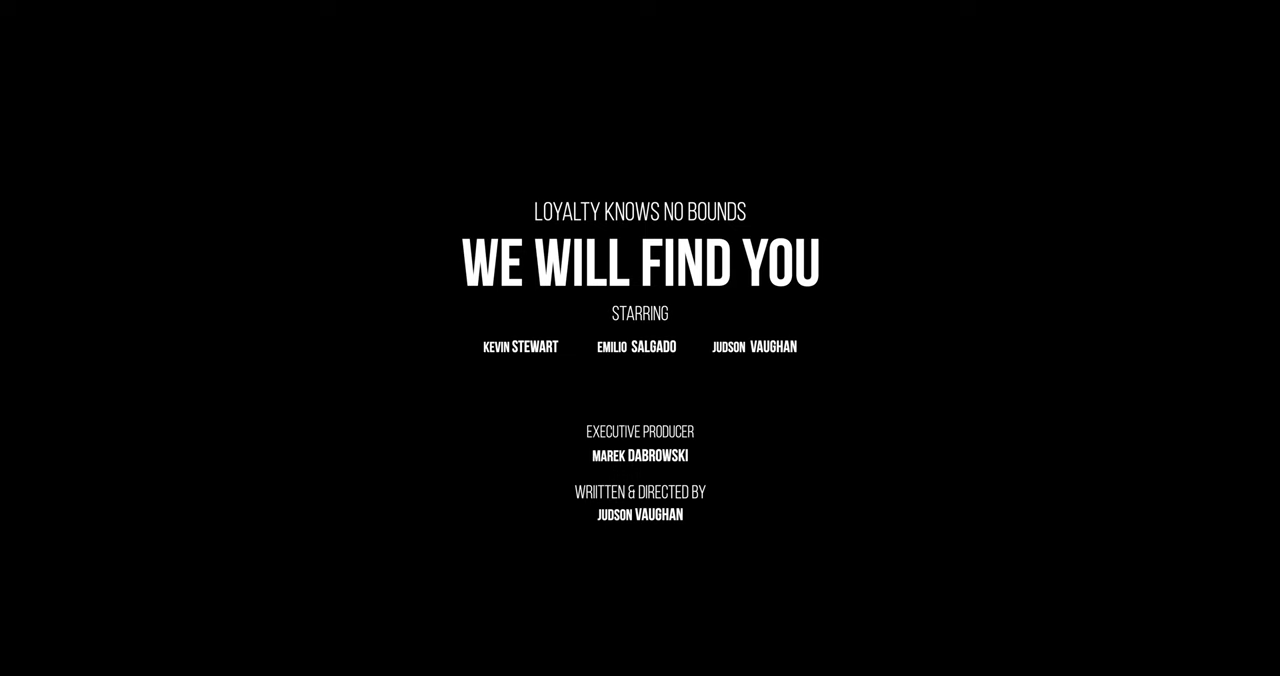 LOYALTY KNOWS NO BOUNDS
WE WILL FIND YOU
STARRING
KEVIN STEWART EMILIO SALGADO JUDSON VAUGHAN
EXECUTIVE PRODUCER
MAREK DABROWSKI
WRIITTEN & DIRECTED BY
JUDSON VAUGHAN